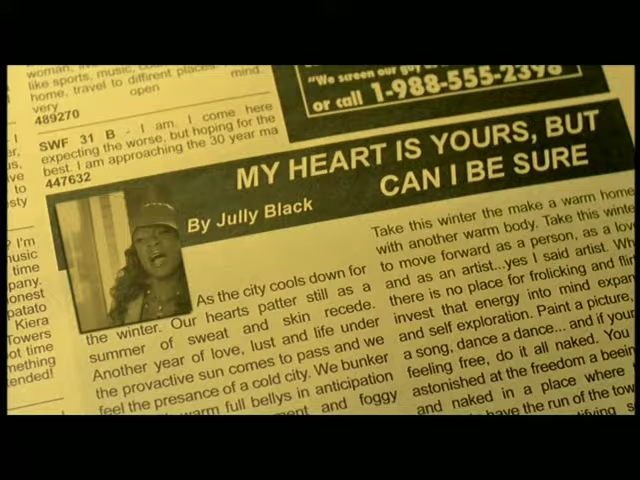 woman,
like sports, music,
home, travel to diffirent places. mind.
very open
489270
SWF 31 B - I am. I come here
expecting the worse, but hoping for the
best. I am approaching the 30 year ma
447632
"We screen our guy
or call 1-988-555-2398
MY HEART IS YOURS, BUT
CAN I BE SURE
By Jully Black
? I'm
music
time
pany.
onest
patato
Kiera
Towers
not time
mething
tended!
As the city cools down for
the winter. Our hearts patter still as a
summer of sweat and skin recede.
Another year of love, lust and life under
the provactive sun comes to pass and we
feel the presance of a cold city. We bunker
warm full bellys in anticipation
and foggy
Take this winter the make a warm home
with another warm body. Take this winte
to move forward as a person, as a love
and as an artist...yes I said artist. Wh
there is no place for frolicking and flir
invest that energy into mind expan
and self exploration. Paint a picture,
a song, dance a dance... and if your
feeling free, do it all naked. You
astonished at the freedom a bein
and naked in a place where
have the run of the tow